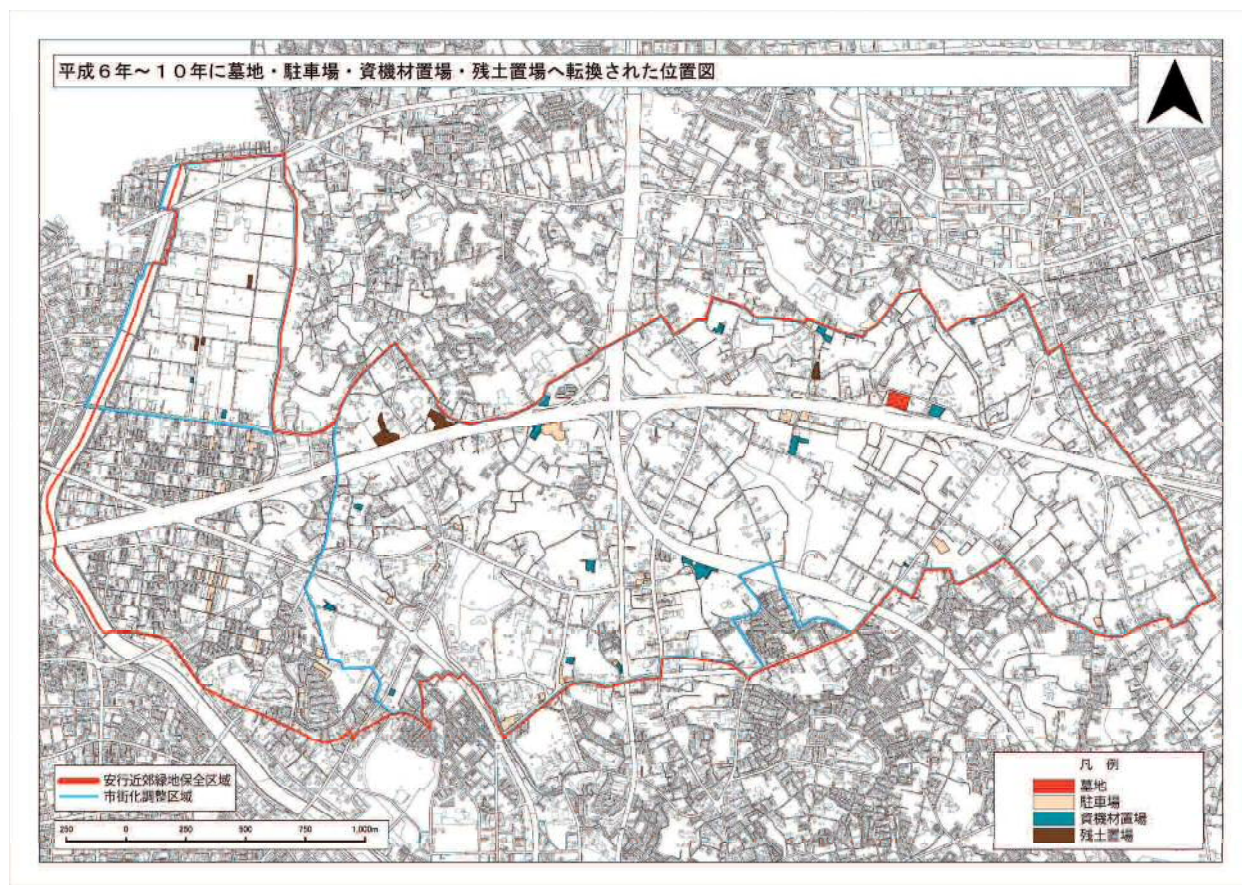 平成6年～10年に墓地・駐車場・資機材置場・残土置場へ転換された位置図
安行近郊緑地保全区域
市街化調整区域
250 0 250 500 750 1,000m
凡 例
墓地
駐車場
資機材置場
残土置場